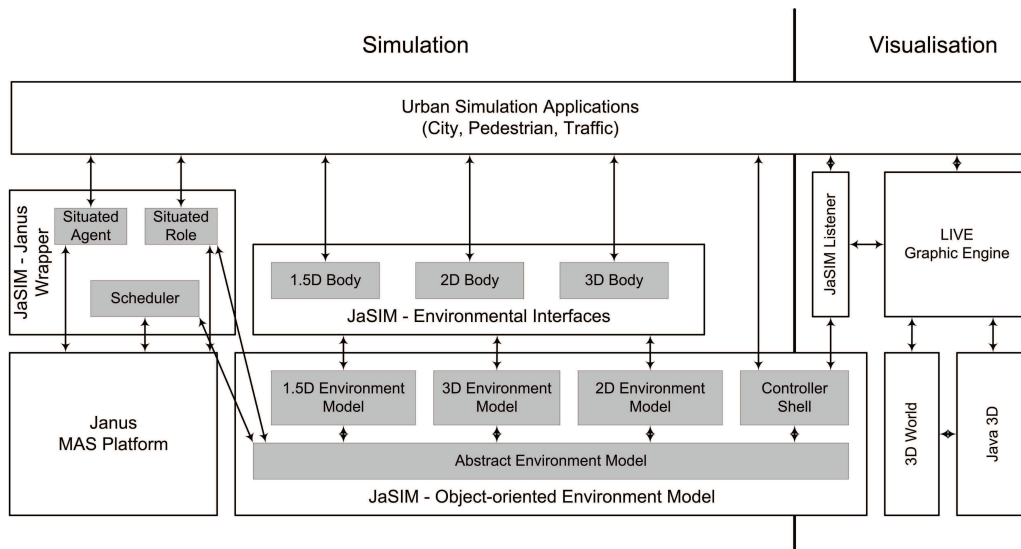 Simulation
Visualisation
Urban Simulation Applications
(City, Pedestrian, Traffic)
JaSIM - Janus
Wrapper
Situated
Agent
Situated
Role
Scheduler
1.5D Body
2D Body
3D Body
JaSIM - Environmental Interfaces
JaSIM Listener
LIVE
Graphic Engine
Janus
MAS Platform
1.5D Environment
Model
3D Environment
Model
2D Environment
Model
Controller
Shell
Abstract Environment Model
JaSIM - Object-oriented Environment Model
3D World
Java 3D